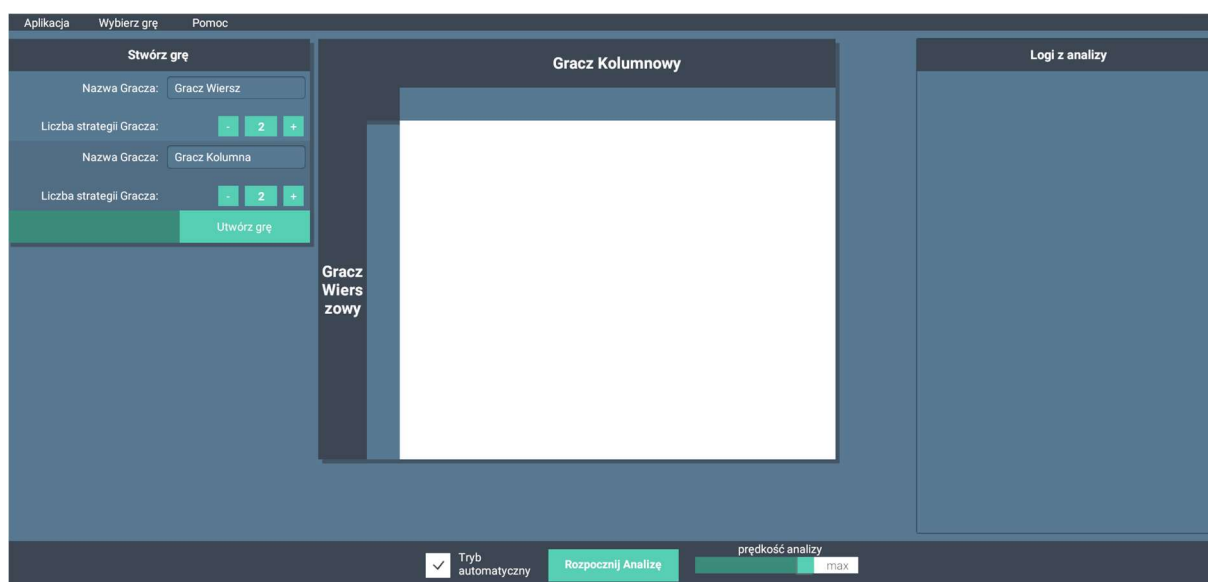 Aplikacja Wybierz grę Pomoc
Stwórz grę
Nazwa Gracza: Gracz Wiersz
Liczba strategii Gracza: - 2 +
Nazwa Gracza: Gracz Kolumna
Liczba strategii Gracza: - 2 +
Utwórz grę
Gracz Kolumnowy
Gracz
Wiers
zowy
Logi z analizy
Tryb
automatyczny
Rozpocznij Analizę
prędkość analizy
max